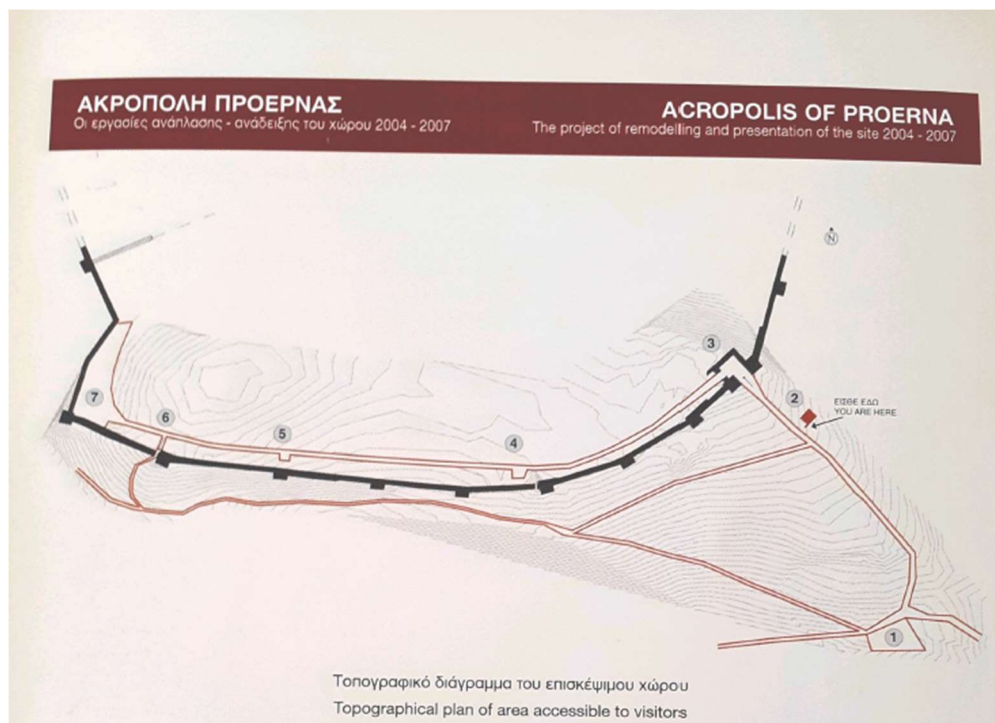 ΑΚΡΟΠΟΛΗ ΠΡΟΕΡΝΑΣ
Οι εργασίες ανάπλασης - ανάδειξης του χώρου 2004 - 2007
ACROPOLIS OF PROERNA
The project of remodelling and presentation of the site 2004 - 2007
N
3
2
ΕΙΣΘΕ ΕΔΩ
YOU ARE HERE
7
6
5
4
1
Τοπογραφικό διάγραμμα του επισκέψιμου χώρου
Topographical plan of area accessible to visitors